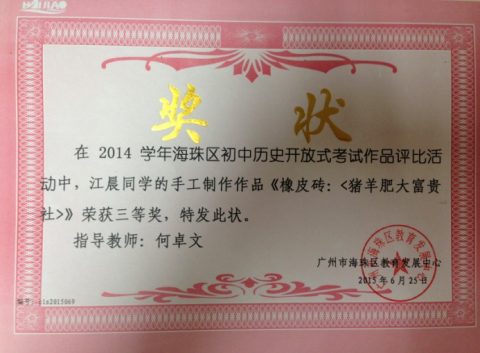 奖 状
在 2014 学年海珠区初中历史开放式考试作品评比活
动中，江晨同学的手工制作作品《橡皮砖：<猪羊肥大富贵
社>》荣获三等奖，特发此状。
指导教师：何卓文
广州市海珠区教育发展中心
2015 年 6 月 25 日